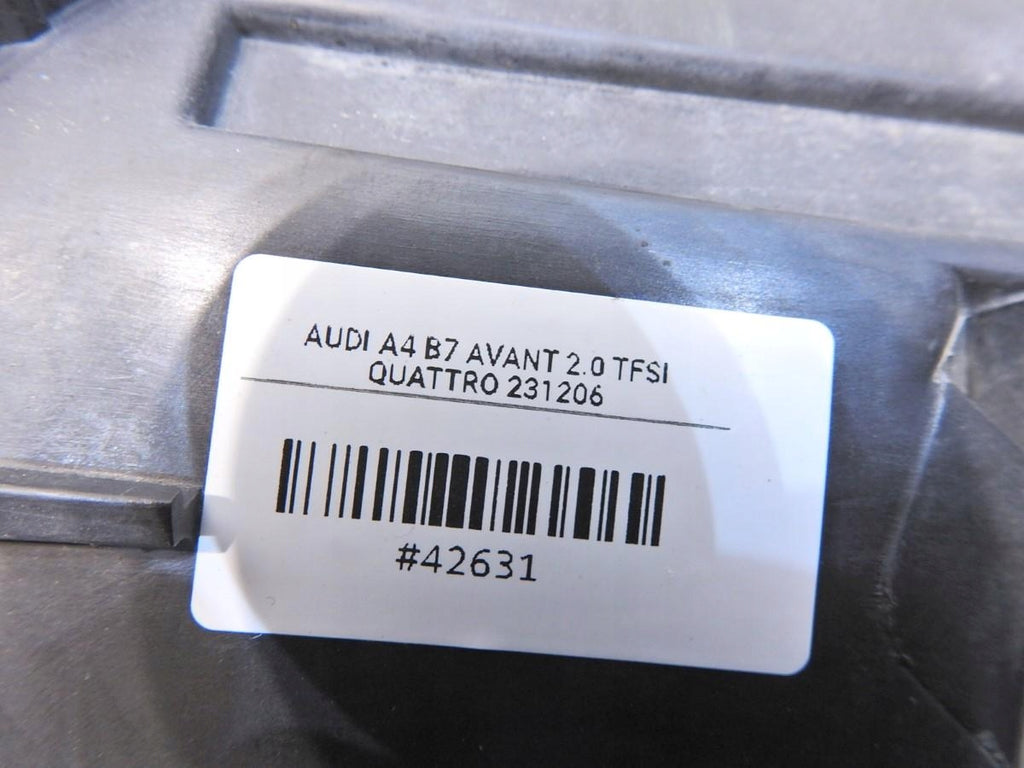 AUDI A4 B7 AVANT 2.0 TFSI
QUATTRO 231206
#42631